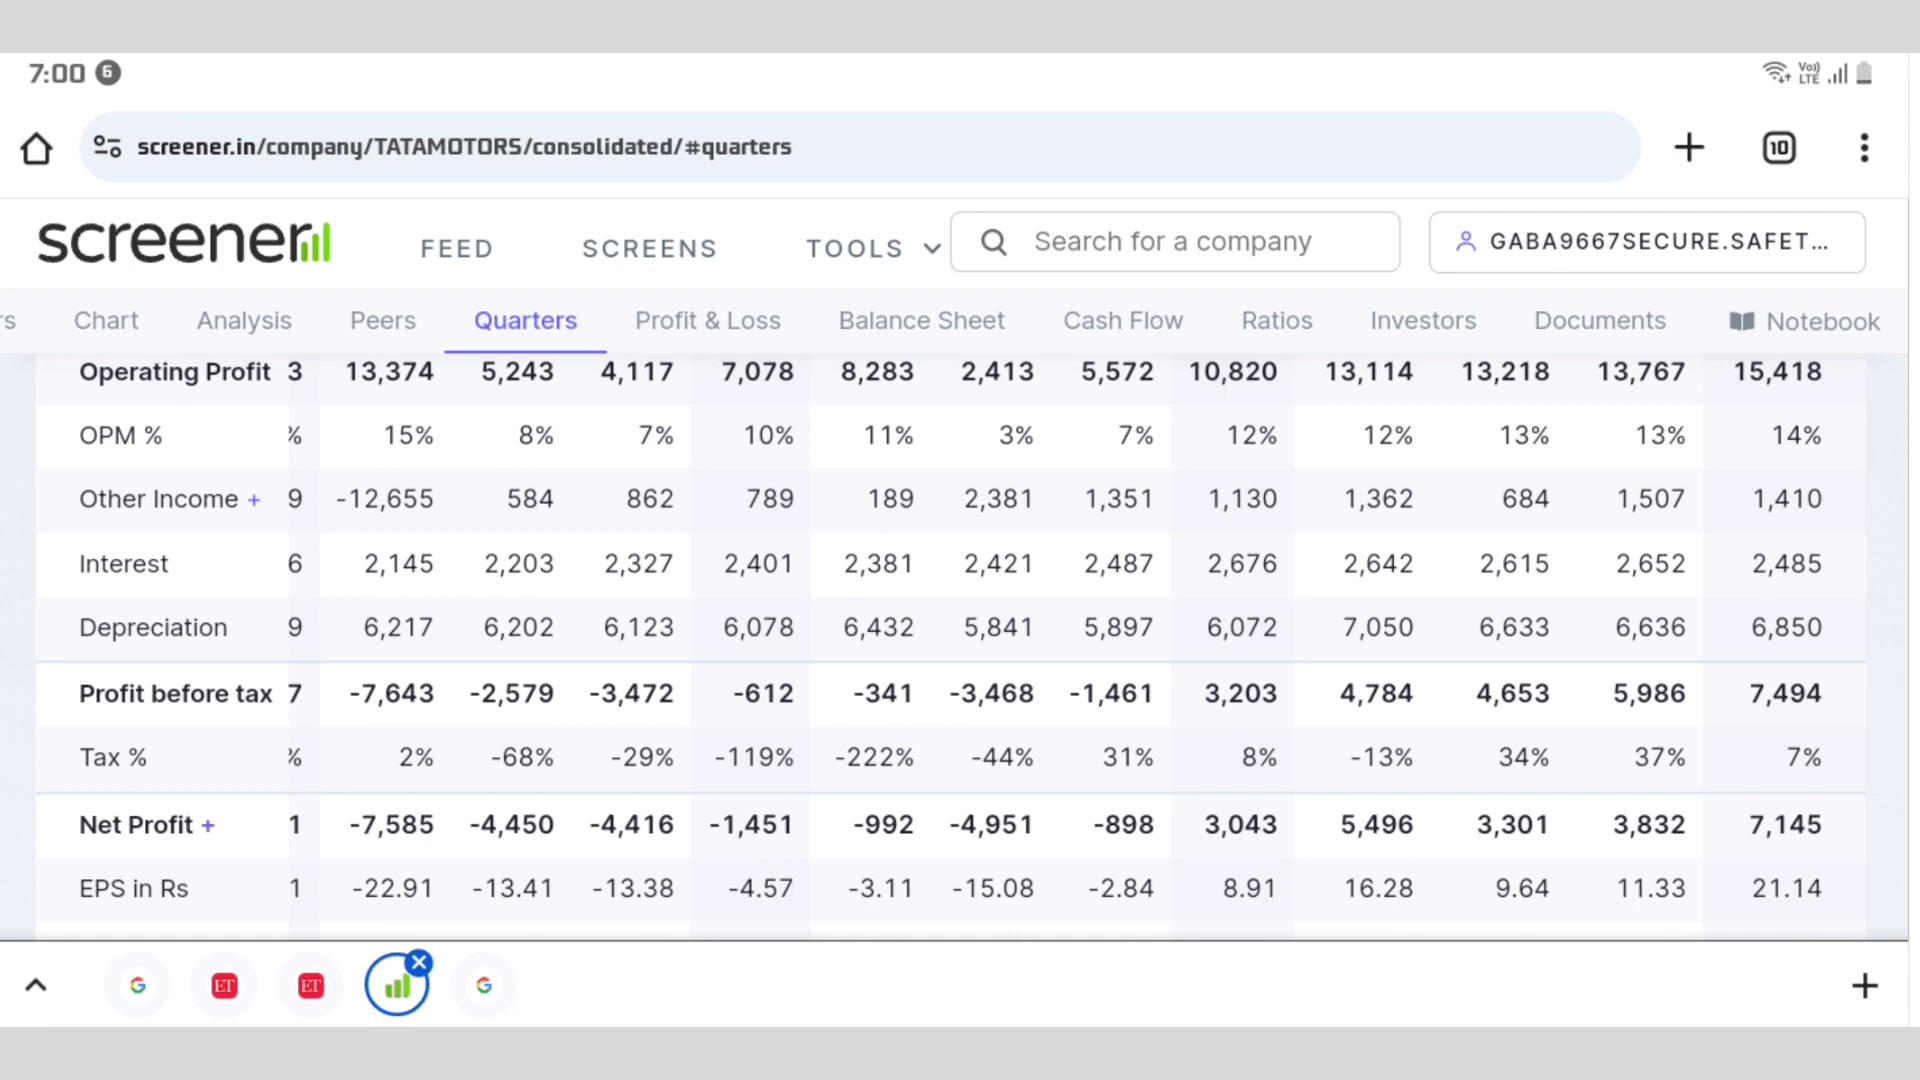 7:00 6
Vo)) LTE
screener.in/company/TATAMOTORS/consolidated/#quarters
10
screener
FEED SCREENS TOOLS Search for a company GABA9667SECURE.SAFET...
rs Chart Analysis Peers Quarters Profit & Loss Balance Sheet Cash Flow Ratios Investors Documents Notebook
Operating Profit 3 13,374 5,243 4,117 7,078 8,283 2,413 5,572 10,820 13,114 13,218 13,767 15,418
OPM % % 15% 8% 7% 10% 11% 3% 7% 12% 12% 13% 13% 14%
Other Income + 9 -12,655 584 862 789 189 2,381 1,351 1,130 1,362 684 1,507 1,410
Interest 6 2,145 2,203 2,327 2,401 2,381 2,421 2,487 2,676 2,642 2,615 2,652 2,485
Depreciation 9 6,217 6,202 6,123 6,078 6,432 5,841 5,897 6,072 7,050 6,633 6,636 6,850
Profit before tax 7 -7,643 -2,579 -3,472 -612 -341 -3,468 -1,461 3,203 4,784 4,653 5,986 7,494
Tax % % 2% -68% -29% -119% -222% -44% 31% 8% -13% 34% 37% 7%
Net Profit + 1 -7,585 -4,450 -4,416 -1,451 -992 -4,951 -898 3,043 5,496 3,301 3,832 7,145
EPS in Rs 1 -22.91 -13.41 -13.38 -4.57 -3.11 -15.08 -2.84 8.91 16.28 9.64 11.33 21.14
G ET ET G